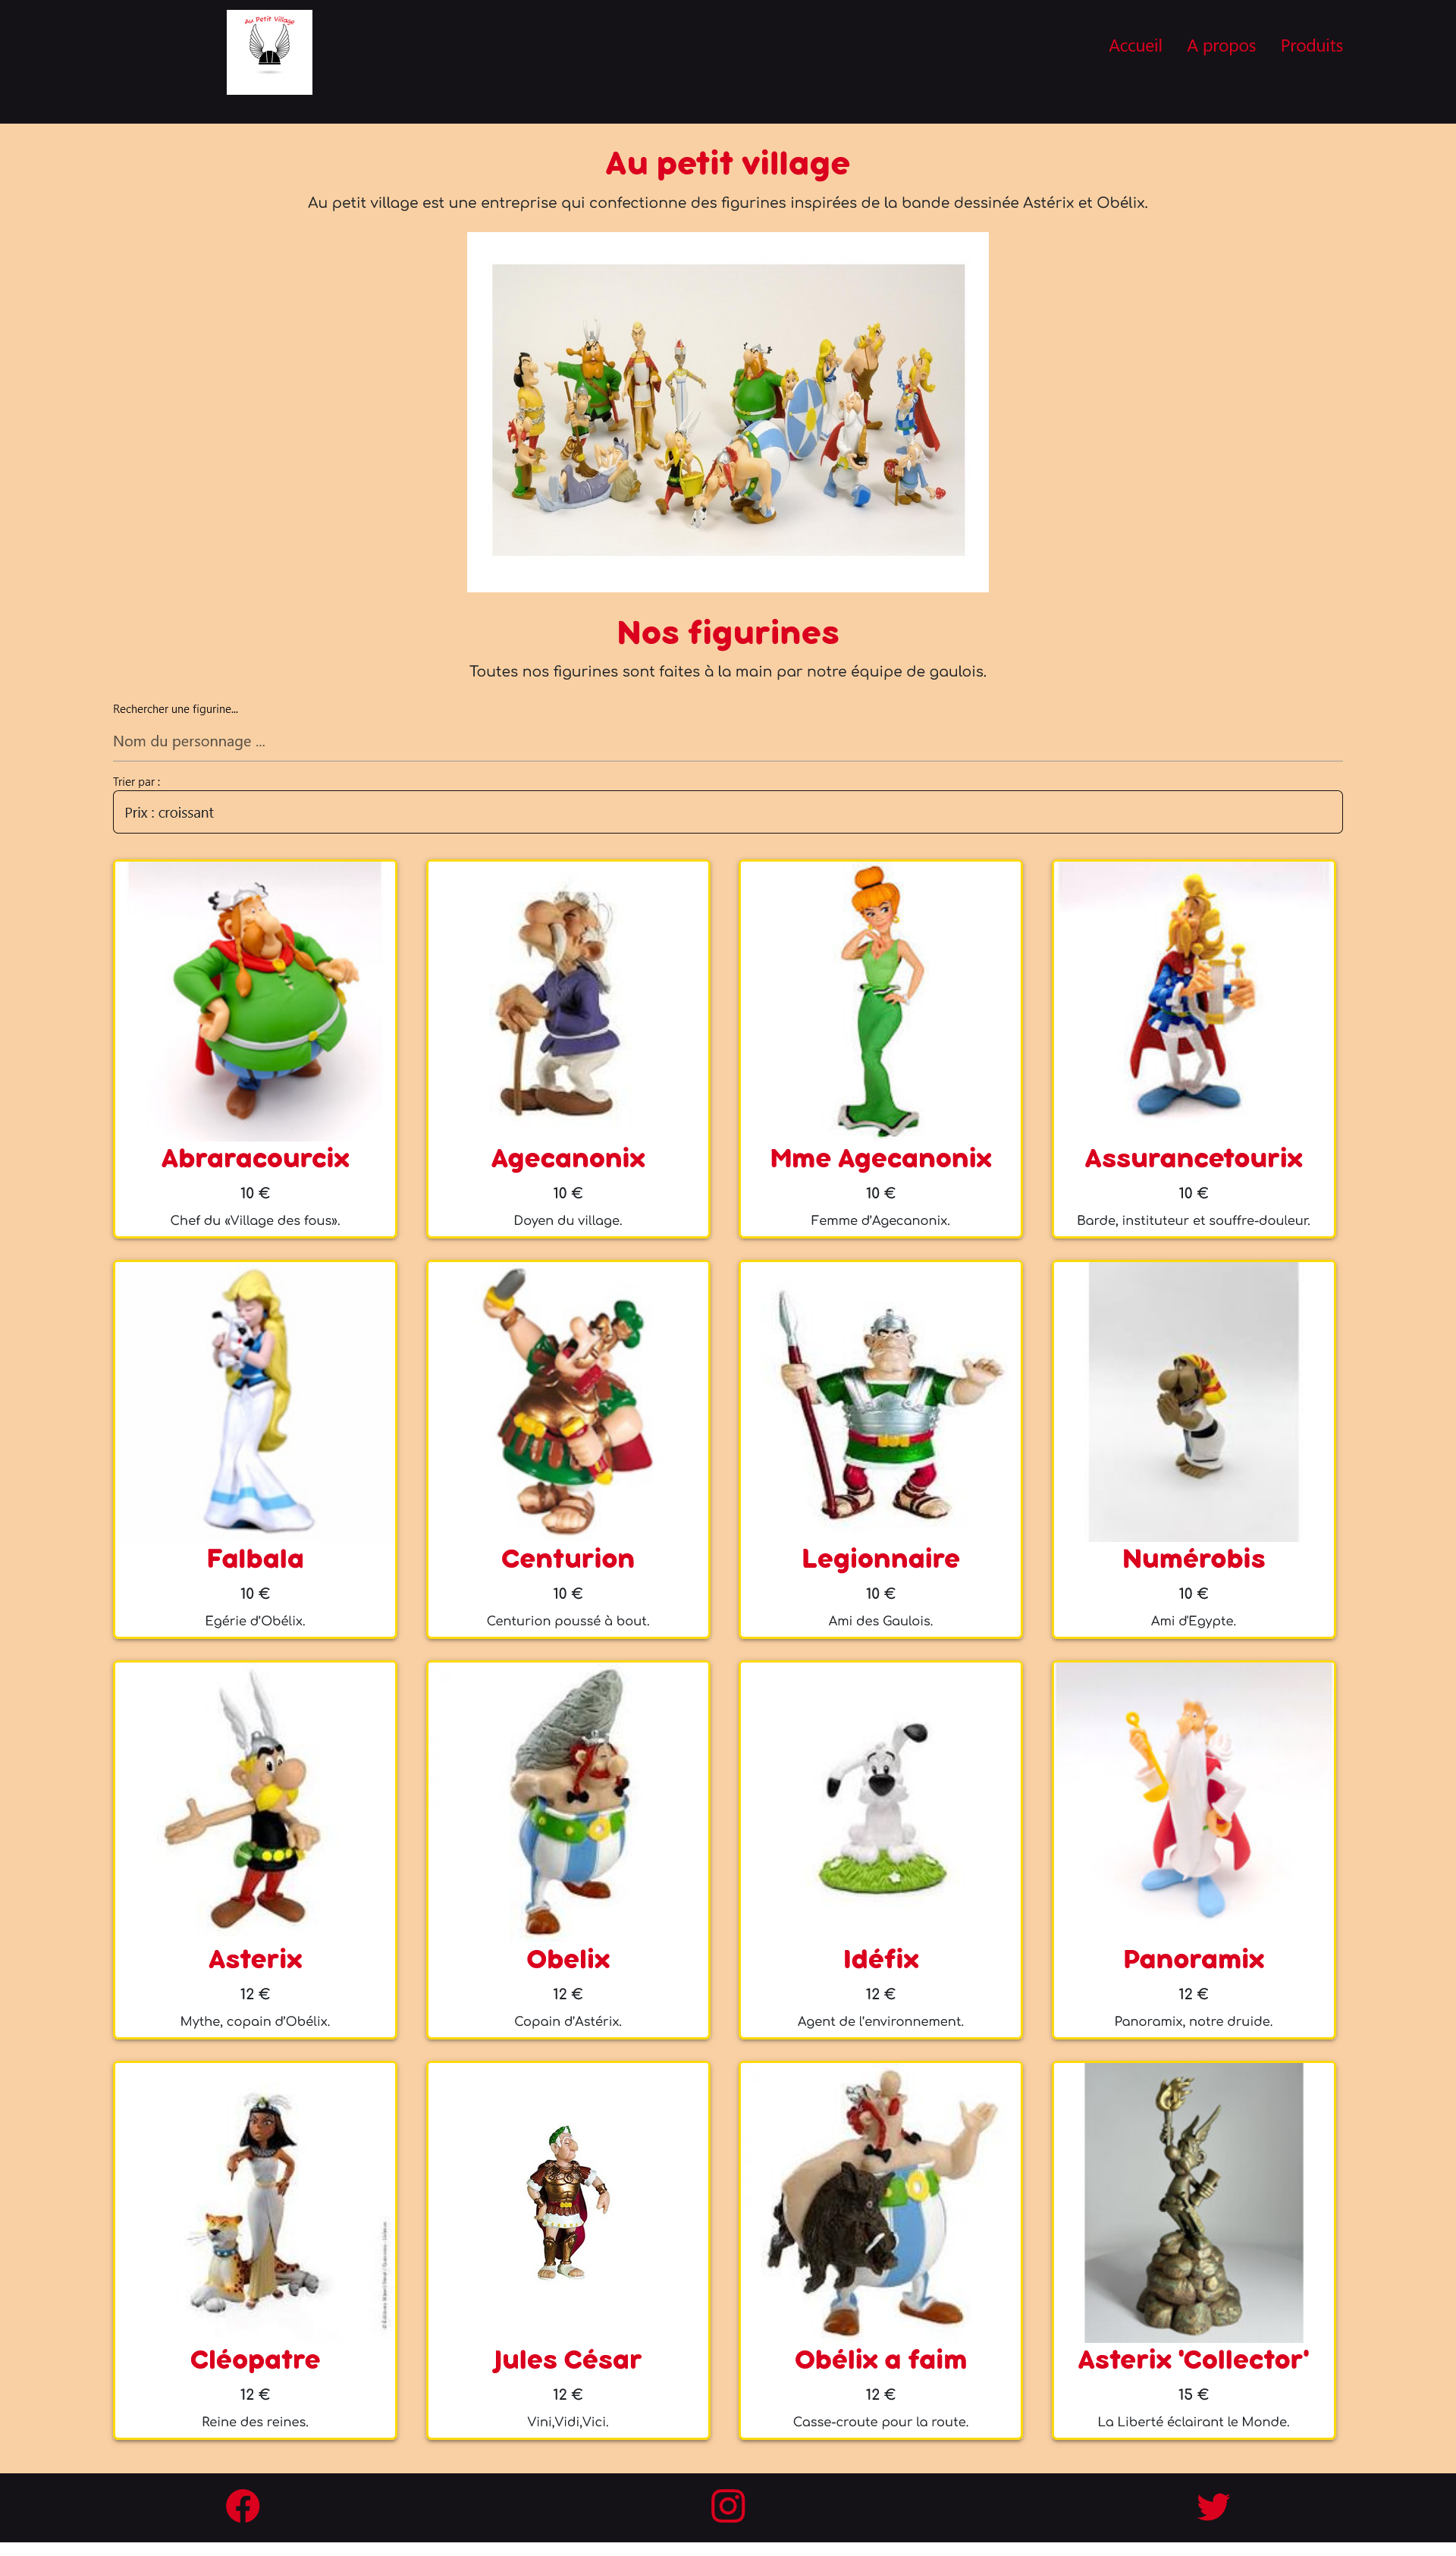 Au Petit Village
Accueil A propos Produits
Au petit village
Au petit village est une entreprise qui confectionne des figurines inspirées de la bande dessinée Astérix et Obélix.
Nos figurines
Toutes nos figurines sont faites à la main par notre équipe de gaulois.
Rechercher une figurine...
Nom du personnage ...
Trier par :
Prix : croissant
Abraracourcix
10 €
Chef du «Village des fous».
Agecanonix
10 €
Doyen du village.
Mme Agecanonix
10 €
Femme d'Agecanonix.
Assurancetourix
10 €
Barde, instituteur et souffre-douleur.
Falbala
10 €
Egérie d'Obélix.
Centurion
10 €
Centurion poussé à bout.
Legionnaire
10 €
Ami des Gaulois.
Numérobis
10 €
Ami d'Egypte.
Asterix
12 €
Mythe, copain d'Obélix.
Obelix
12 €
Copain d'Astérix.
Idéfix
12 €
Agent de l'environnement.
Panoramix
12 €
Panoramix, notre druide.
Cléopatre
12 €
Reine des reines.
Jules César
12 €
Vini,Vidi,Vici.
Obélix a faim
12 €
Casse-croute pour la route.
Asterix 'Collector'
15 €
La Liberté éclairant le Monde.